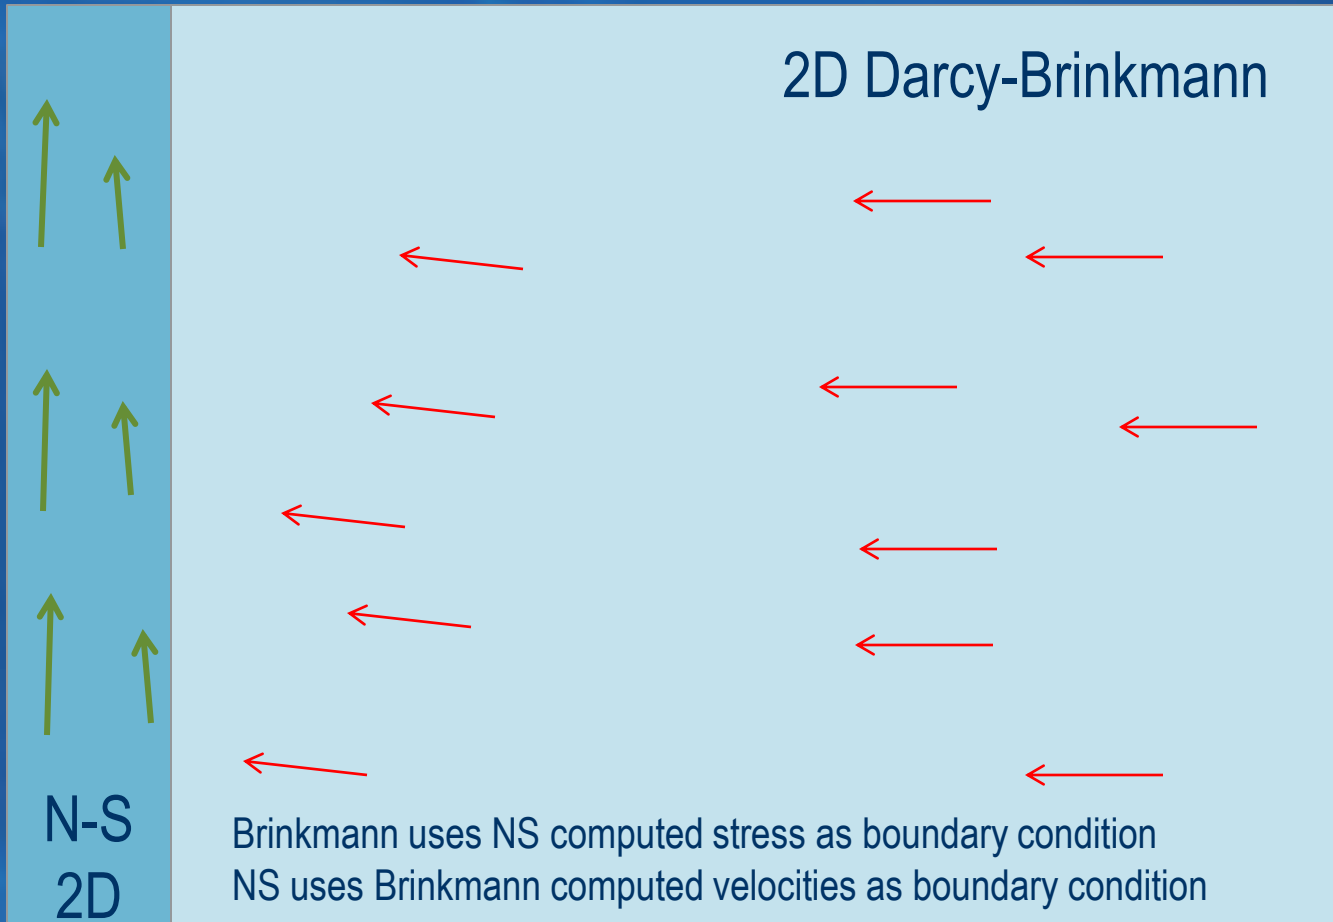 2D Darcy-Brinkmann
N-S
2D
Brinkmann uses NS computed stress as boundary condition
NS uses Brinkmann computed velocities as boundary condition